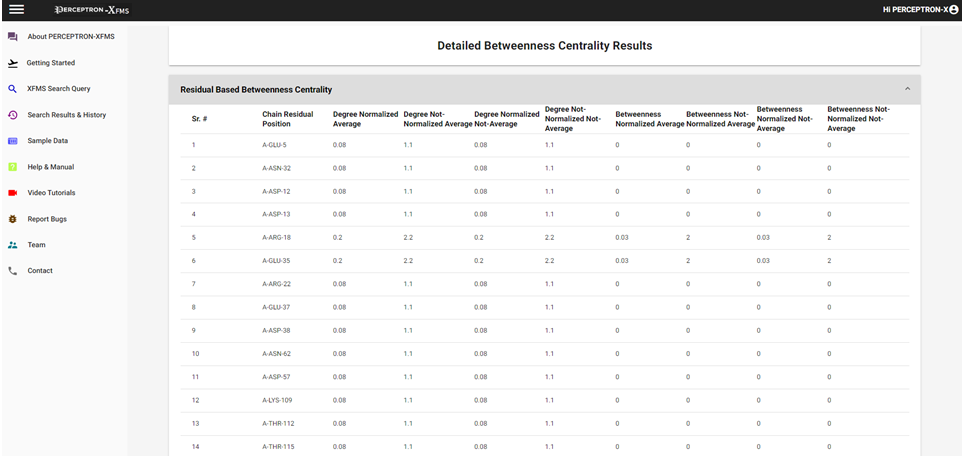 PERCEPTRON-XFMS
Hi PERCEPTRON-X
About PERCEPTRON-XFMS
Getting Started
XFMS Search Query
Search Results & History
Sample Data
Help & Manual
Video Tutorials
Report Bugs
Team
Contact
Detailed Betweenness Centrality Results
Residual Based Betweenness Centrality
Sr. # Chain Residual Position Degree Normalized Average Degree Not-Normalized Average Degree Normalized Not-Average Degree Not-Normalized Not-Average Betweenness Normalized Average Betweenness Not-Normalized Average Betweenness Normalized Not-Average Betweenness Not-Normalized Not-Average
1 A-GLU-5 0.08 1.1 0.08 1.1 0 0 0 0
2 A-ASN-32 0.08 1.1 0.08 1.1 0 0 0 0
3 A-ASP-12 0.08 1.1 0.08 1.1 0 0 0 0
4 A-ASP-13 0.08 1.1 0.08 1.1 0 0 0 0
5 A-ARG-18 0.2 2.2 0.2 2.2 0.03 2 0.03 2
6 A-GLU-35 0.2 2.2 0.2 2.2 0.03 2 0.03 2
7 A-ARG-22 0.08 1.1 0.08 1.1 0 0 0 0
8 A-GLU-37 0.08 1.1 0.08 1.1 0 0 0 0
9 A-ASP-38 0.08 1.1 0.08 1.1 0 0 0 0
10 A-ASN-62 0.08 1.1 0.08 1.1 0 0 0 0
11 A-ASP-57 0.08 1.1 0.08 1.1 0 0 0 0
12 A-LYS-109 0.08 1.1 0.08 1.1 0 0 0 0
13 A-THR-112 0.08 1.1 0.08 1.1 0 0 0 0
14 A-THR-115 0.08 1.1 0.08 1.1 0 0 0 0